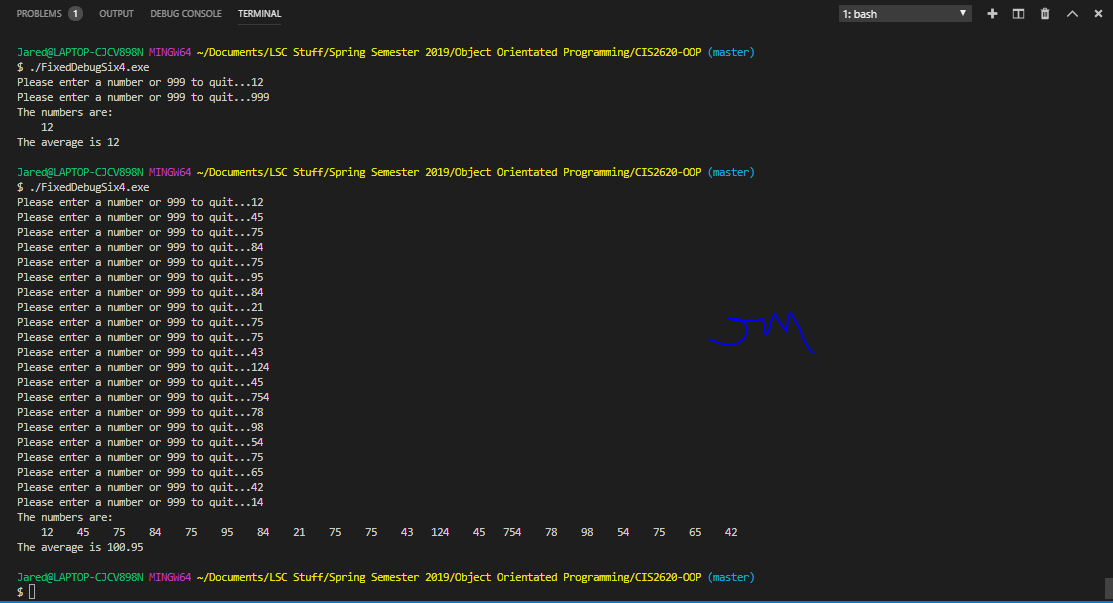 PROBLEMS 1 OUTPUT DEBUG CONSOLE TERMINAL 1: bash
Jared@LAPTOP-CJCV898N MINGW64 ~/Documents/LSC Stuff/Spring Semester 2019/Object Orientated Programming/CIS2620-OOP (master)
$ ./FixedDebugSix4.exe
Please enter a number or 999 to quit...12
Please enter a number or 999 to quit...999
The numbers are:
12
The average is 12
Jared@LAPTOP-CJCV898N MINGW64 ~/Documents/LSC Stuff/Spring Semester 2019/Object Orientated Programming/CIS2620-OOP (master)
$ ./FixedDebugSix4.exe
Please enter a number or 999 to quit...12
Please enter a number or 999 to quit...45
Please enter a number or 999 to quit...75
Please enter a number or 999 to quit...84
Please enter a number or 999 to quit...75
Please enter a number or 999 to quit...95
Please enter a number or 999 to quit...84
Please enter a number or 999 to quit...21
Please enter a number or 999 to quit...75
Please enter a number or 999 to quit...75
JM
Please enter a number or 999 to quit...43
Please enter a number or 999 to quit...124
Please enter a number or 999 to quit...45
Please enter a number or 999 to quit...754
Please enter a number or 999 to quit...78
Please enter a number or 999 to quit...98
Please enter a number or 999 to quit...54
Please enter a number or 999 to quit...75
Please enter a number or 999 to quit...65
Please enter a number or 999 to quit...42
Please enter a number or 999 to quit...14
The numbers are:
12 45 75 84 75 95 84 21 75 75 43 124 45 754 78 98 54 75 65 42
The average is 100.95
Jared@LAPTOP-CJCV898N MINGW64 ~/Documents/LSC Stuff/Spring Semester 2019/Object Orientated Programming/CIS2620-OOP (master)
$